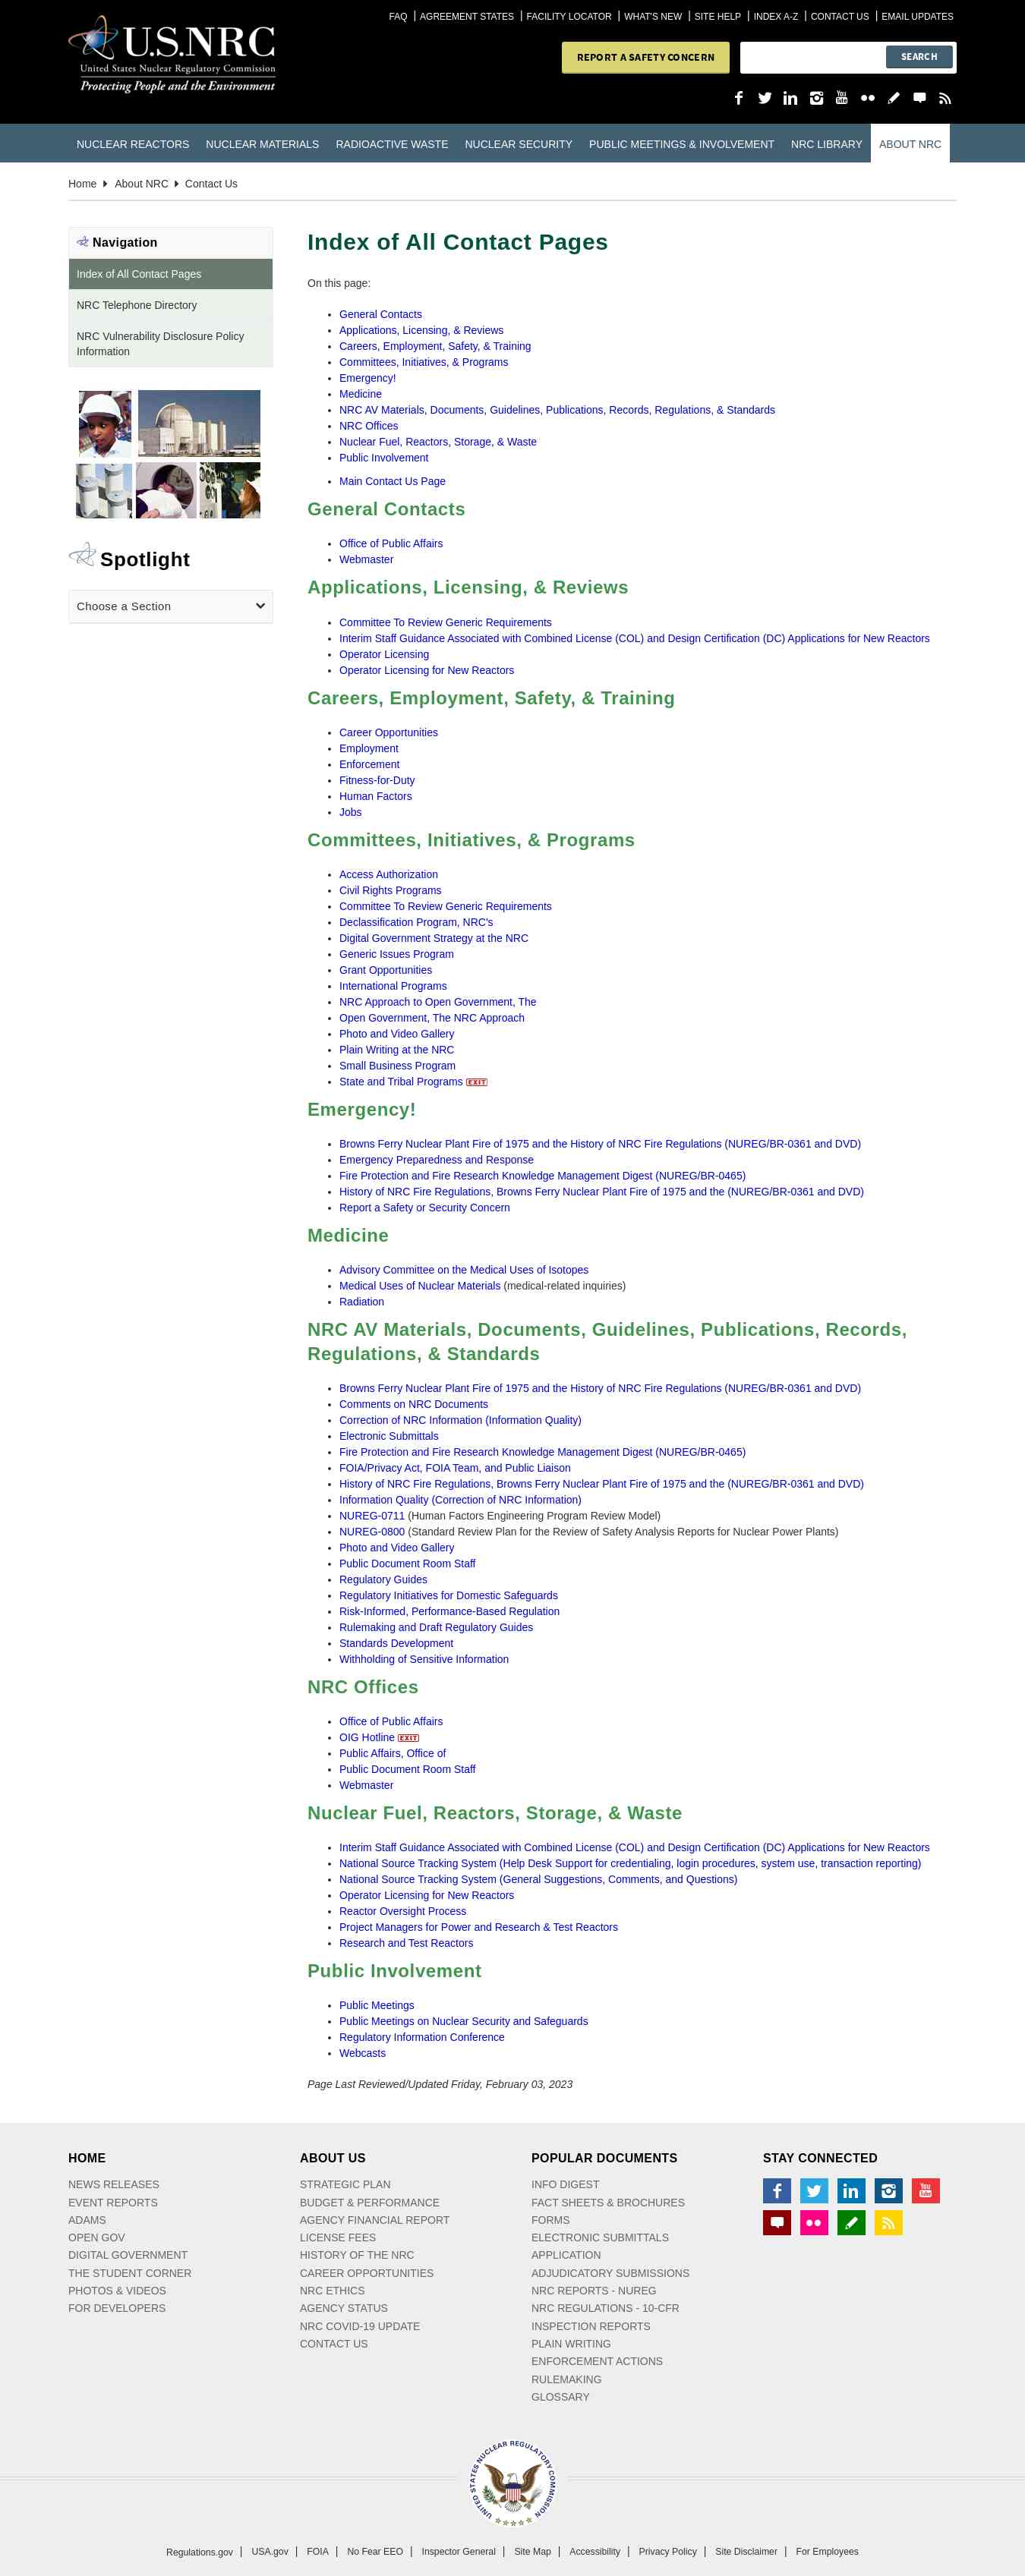 FAQ | AGREEMENT STATES | FACILITY LOCATOR | WHAT'S NEW | SITE HELP | INDEX A-Z | CONTACT US | EMAIL UPDATES
U.S.NRC
United States Nuclear Regulatory Commission
Protecting People and the Environment
REPORT A SAFETY CONCERN
SEARCH
NUCLEAR REACTORS NUCLEAR MATERIALS RADIOACTIVE WASTE NUCLEAR SECURITY PUBLIC MEETINGS & INVOLVEMENT NRC LIBRARY ABOUT NRC
Home About NRC Contact Us
Navigation
Index of All Contact Pages
NRC Telephone Directory
NRC Vulnerability Disclosure Policy
Information
Spotlight
Choose a Section
Index of All Contact Pages
On this page:
General Contacts
Applications, Licensing, & Reviews
Careers, Employment, Safety, & Training
Committees, Initiatives, & Programs
Emergency!
Medicine
NRC AV Materials, Documents, Guidelines, Publications, Records, Regulations, & Standards
NRC Offices
Nuclear Fuel, Reactors, Storage, & Waste
Public Involvement
Main Contact Us Page
General Contacts
Office of Public Affairs
Webmaster
Applications, Licensing, & Reviews
Committee To Review Generic Requirements
Interim Staff Guidance Associated with Combined License (COL) and Design Certification (DC) Applications for New Reactors
Operator Licensing
Operator Licensing for New Reactors
Careers, Employment, Safety, & Training
Career Opportunities
Employment
Enforcement
Fitness-for-Duty
Human Factors
Jobs
Committees, Initiatives, & Programs
Access Authorization
Civil Rights Programs
Committee To Review Generic Requirements
Declassification Program, NRC's
Digital Government Strategy at the NRC
Generic Issues Program
Grant Opportunities
International Programs
NRC Approach to Open Government, The
Open Government, The NRC Approach
Photo and Video Gallery
Plain Writing at the NRC
Small Business Program
State and Tribal Programs EXIT
Emergency!
Browns Ferry Nuclear Plant Fire of 1975 and the History of NRC Fire Regulations (NUREG/BR-0361 and DVD)
Emergency Preparedness and Response
Fire Protection and Fire Research Knowledge Management Digest (NUREG/BR-0465)
History of NRC Fire Regulations, Browns Ferry Nuclear Plant Fire of 1975 and the (NUREG/BR-0361 and DVD)
Report a Safety or Security Concern
Medicine
Advisory Committee on the Medical Uses of Isotopes
Medical Uses of Nuclear Materials (medical-related inquiries)
Radiation
NRC AV Materials, Documents, Guidelines, Publications, Records,
Regulations, & Standards
Browns Ferry Nuclear Plant Fire of 1975 and the History of NRC Fire Regulations (NUREG/BR-0361 and DVD)
Comments on NRC Documents
Correction of NRC Information (Information Quality)
Electronic Submittals
Fire Protection and Fire Research Knowledge Management Digest (NUREG/BR-0465)
FOIA/Privacy Act, FOIA Team, and Public Liaison
History of NRC Fire Regulations, Browns Ferry Nuclear Plant Fire of 1975 and the (NUREG/BR-0361 and DVD)
Information Quality (Correction of NRC Information)
NUREG-0711 (Human Factors Engineering Program Review Model)
NUREG-0800 (Standard Review Plan for the Review of Safety Analysis Reports for Nuclear Power Plants)
Photo and Video Gallery
Public Document Room Staff
Regulatory Guides
Regulatory Initiatives for Domestic Safeguards
Risk-Informed, Performance-Based Regulation
Rulemaking and Draft Regulatory Guides
Standards Development
Withholding of Sensitive Information
NRC Offices
Office of Public Affairs
OIG Hotline EXIT
Public Affairs, Office of
Public Document Room Staff
Webmaster
Nuclear Fuel, Reactors, Storage, & Waste
Interim Staff Guidance Associated with Combined License (COL) and Design Certification (DC) Applications for New Reactors
National Source Tracking System (Help Desk Support for credentialing, login procedures, system use, transaction reporting)
National Source Tracking System (General Suggestions, Comments, and Questions)
Operator Licensing for New Reactors
Reactor Oversight Process
Project Managers for Power and Research & Test Reactors
Research and Test Reactors
Public Involvement
Public Meetings
Public Meetings on Nuclear Security and Safeguards
Regulatory Information Conference
Webcasts
Page Last Reviewed/Updated Friday, February 03, 2023
HOME
NEWS RELEASES
EVENT REPORTS
ADAMS
OPEN GOV
DIGITAL GOVERNMENT
THE STUDENT CORNER
PHOTOS & VIDEOS
FOR DEVELOPERS
ABOUT US
STRATEGIC PLAN
BUDGET & PERFORMANCE
AGENCY FINANCIAL REPORT
LICENSE FEES
HISTORY OF THE NRC
CAREER OPPORTUNITIES
NRC ETHICS
AGENCY STATUS
NRC COVID-19 UPDATE
CONTACT US
POPULAR DOCUMENTS
INFO DIGEST
FACT SHEETS & BROCHURES
FORMS
ELECTRONIC SUBMITTALS
APPLICATION
ADJUDICATORY SUBMISSIONS
NRC REPORTS - NUREG
NRC REGULATIONS - 10-CFR
INSPECTION REPORTS
PLAIN WRITING
ENFORCEMENT ACTIONS
RULEMAKING
GLOSSARY
STAY CONNECTED
You Tube
UNITED STATES NUCLEAR REGULATORY COMMISSION
Regulations.gov | USA.gov | FOIA | No Fear EEO | Inspector General | Site Map | Accessibility | Privacy Policy | Site Disclaimer | For Employees